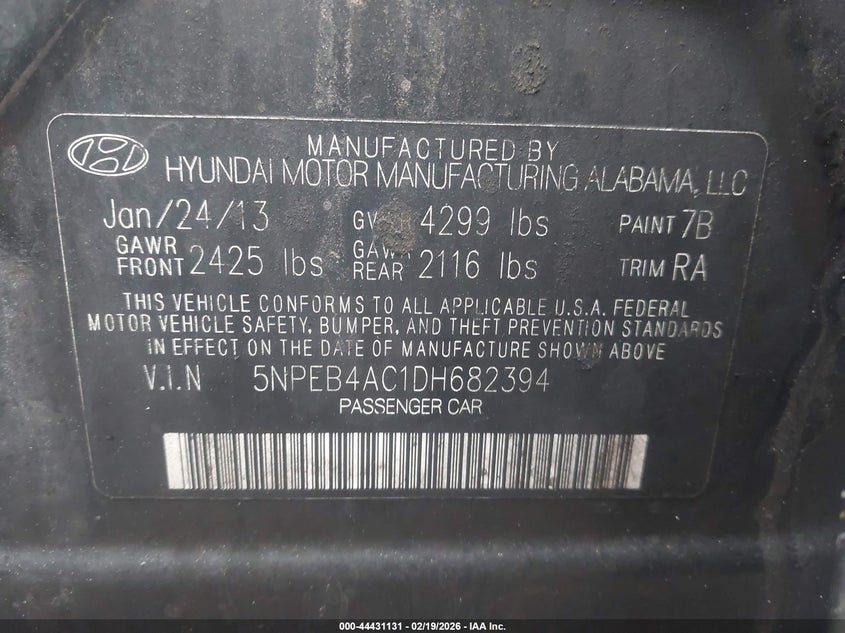 MANUFACTURED BY
HYUNDAI MOTOR MANUFACTURING ALABAMA, LLC
Jan/24/13 4299 lbs PAINT 7B
GAWR FRONT 2425 lbs REAR 2116 lbs TRIM RA
THIS VEHICLE CONFORMS TO ALL APPLICABLE U.S.A. FEDERAL
MOTOR VEHICLE SAFETY, BUMPER, AND THEFT PREVENTION STANDARDS
IN EFFECT ON THE DATE OF MANUFACTURE SHOWN ABOVE
V.I.N 5NPEB4AC1DH682394
PASSENGER CAR
000-44431131 - 02/19/2026 - IAA Inc.